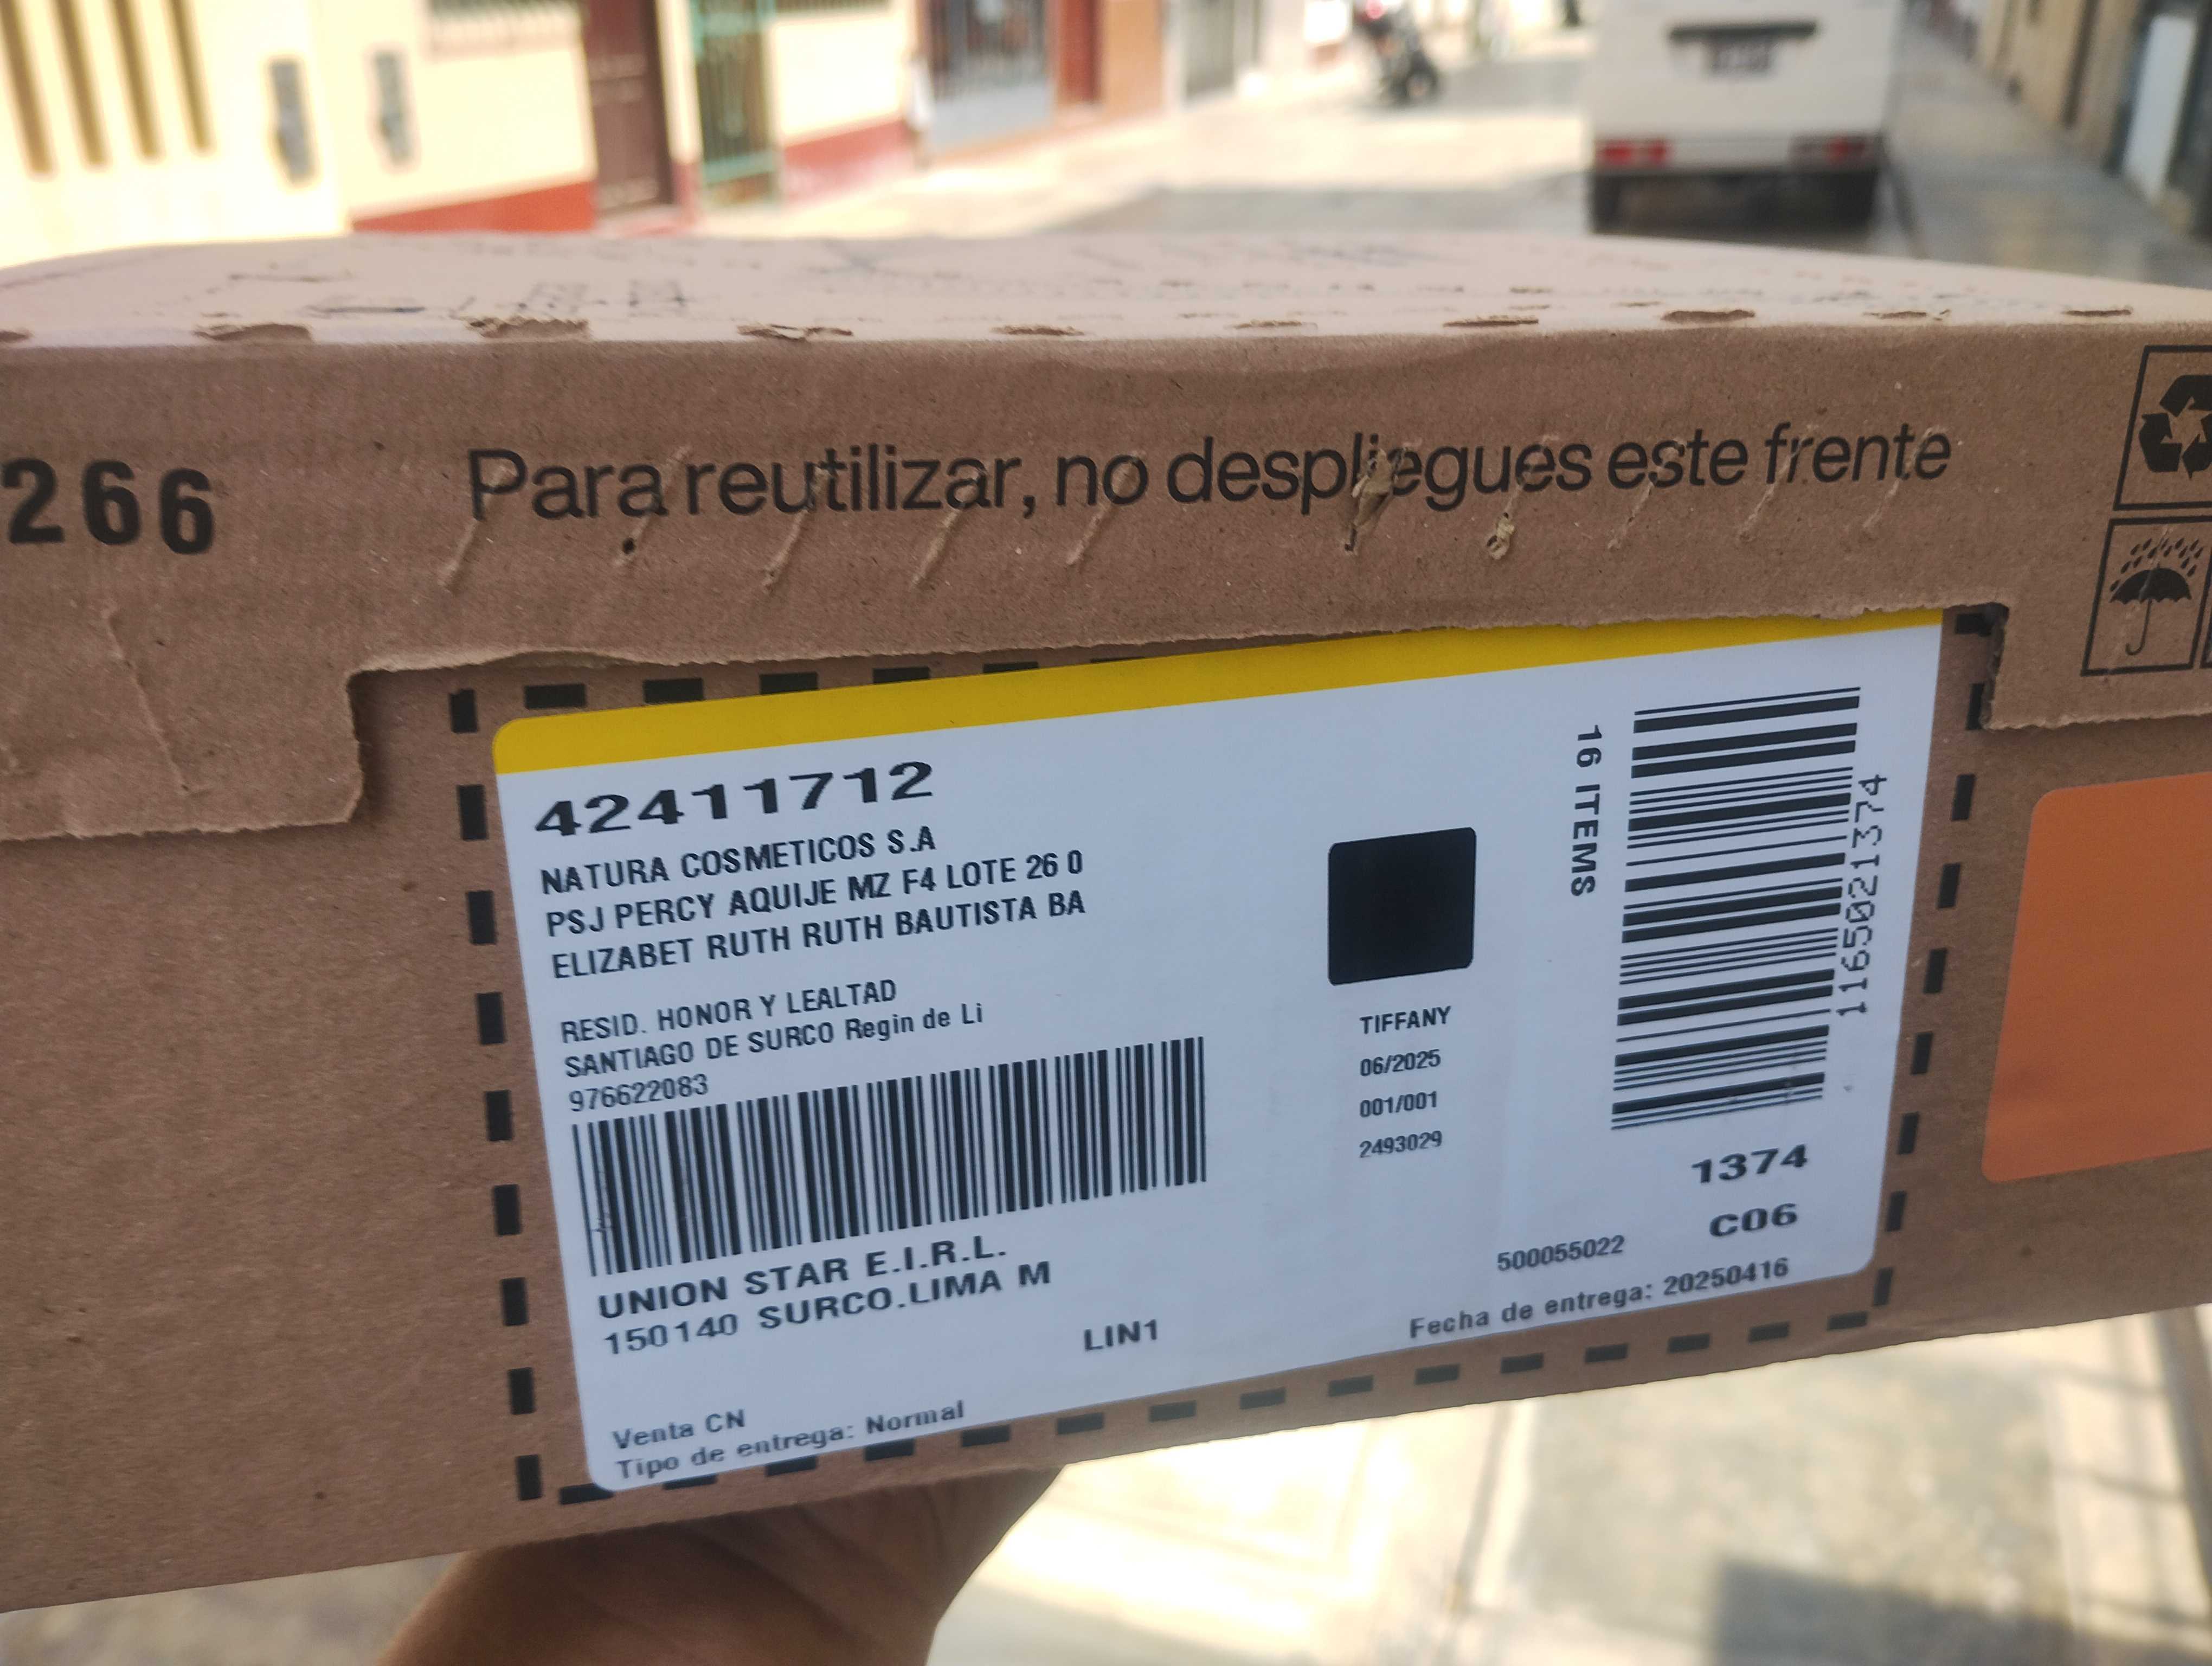 266
Para reutilizar, no despliegues este frente
42411712
NATURA COSMETICOS S.A
PSJ PERCY AQUIJE MZ F4 LOTE 26 0
ELIZABET RUTH RUTH BAUTISTA BA
RESID. HONOR Y LEALTAD
SANTIAGO DE SURCO Regin de Li
976622083
UNION STAR E.I.R.L.
150140 SURCO.LIMA M
LIN1
Venta CN
Tipo de entrega: Normal
TIFFANY
06/2025
001/001
2493029
16 ITEMS
1165021374
1374
C06
500055022
Fecha de entrega: 20250416